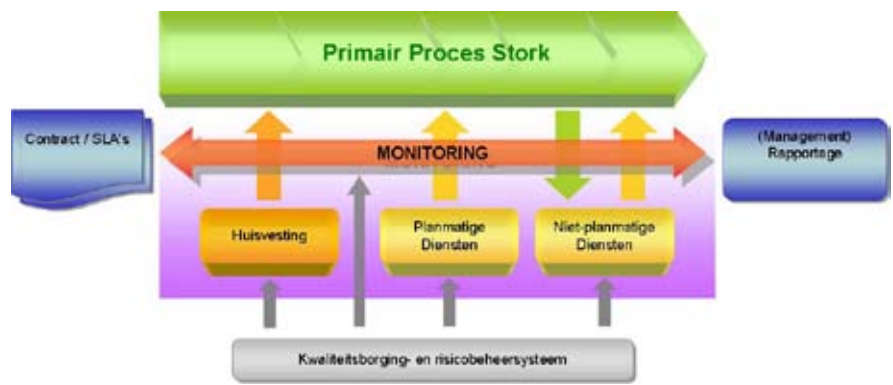 Primair Proces Stork
Contract / SLA's
MONITORING
(Management)
Rapportage
Huisvesting
Planmatige
Diensten
Niet-planmatige
Diensten
Kwaliteitsborging- en risicobeheersysteem